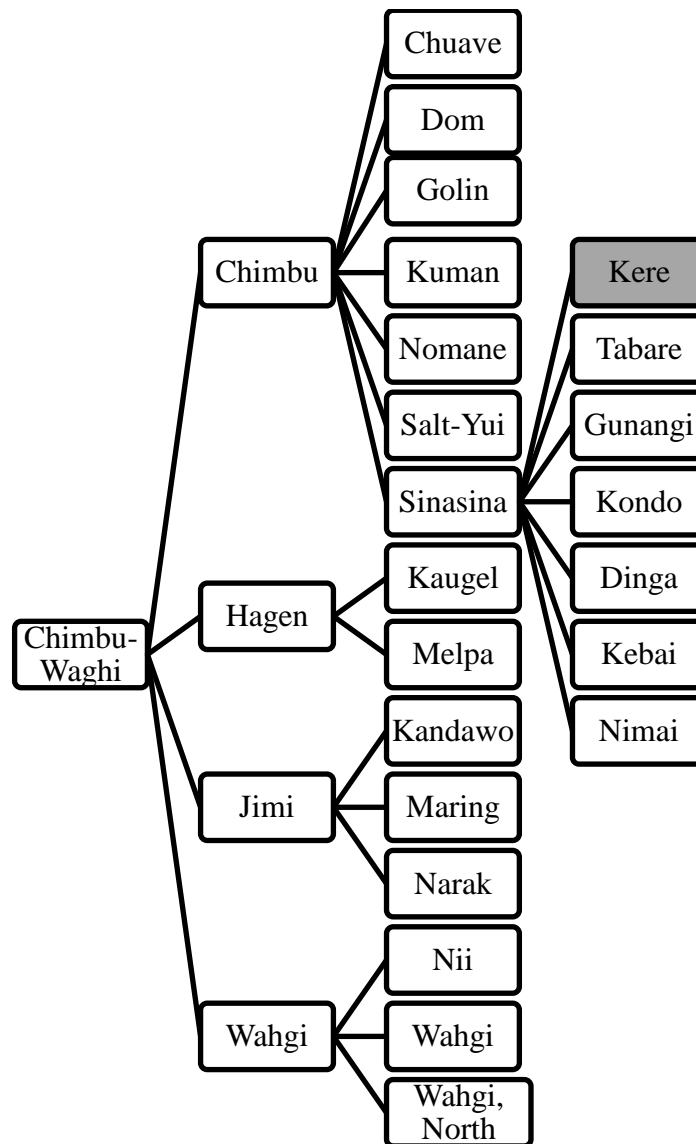 Chuave
Dom
Golin
Chimbu
Kuman
Kere
Nomane
Tabare
Salt-Yui
Gunangi
Sinasina
Kondo
Hagen
Kaugel
Dinga
Chimbu-
Waghi
Melpa
Kebai
Kandawo
Nimai
Jimi
Maring
Narak
Nii
Wahgi
Wahgi
Wahgi,
North